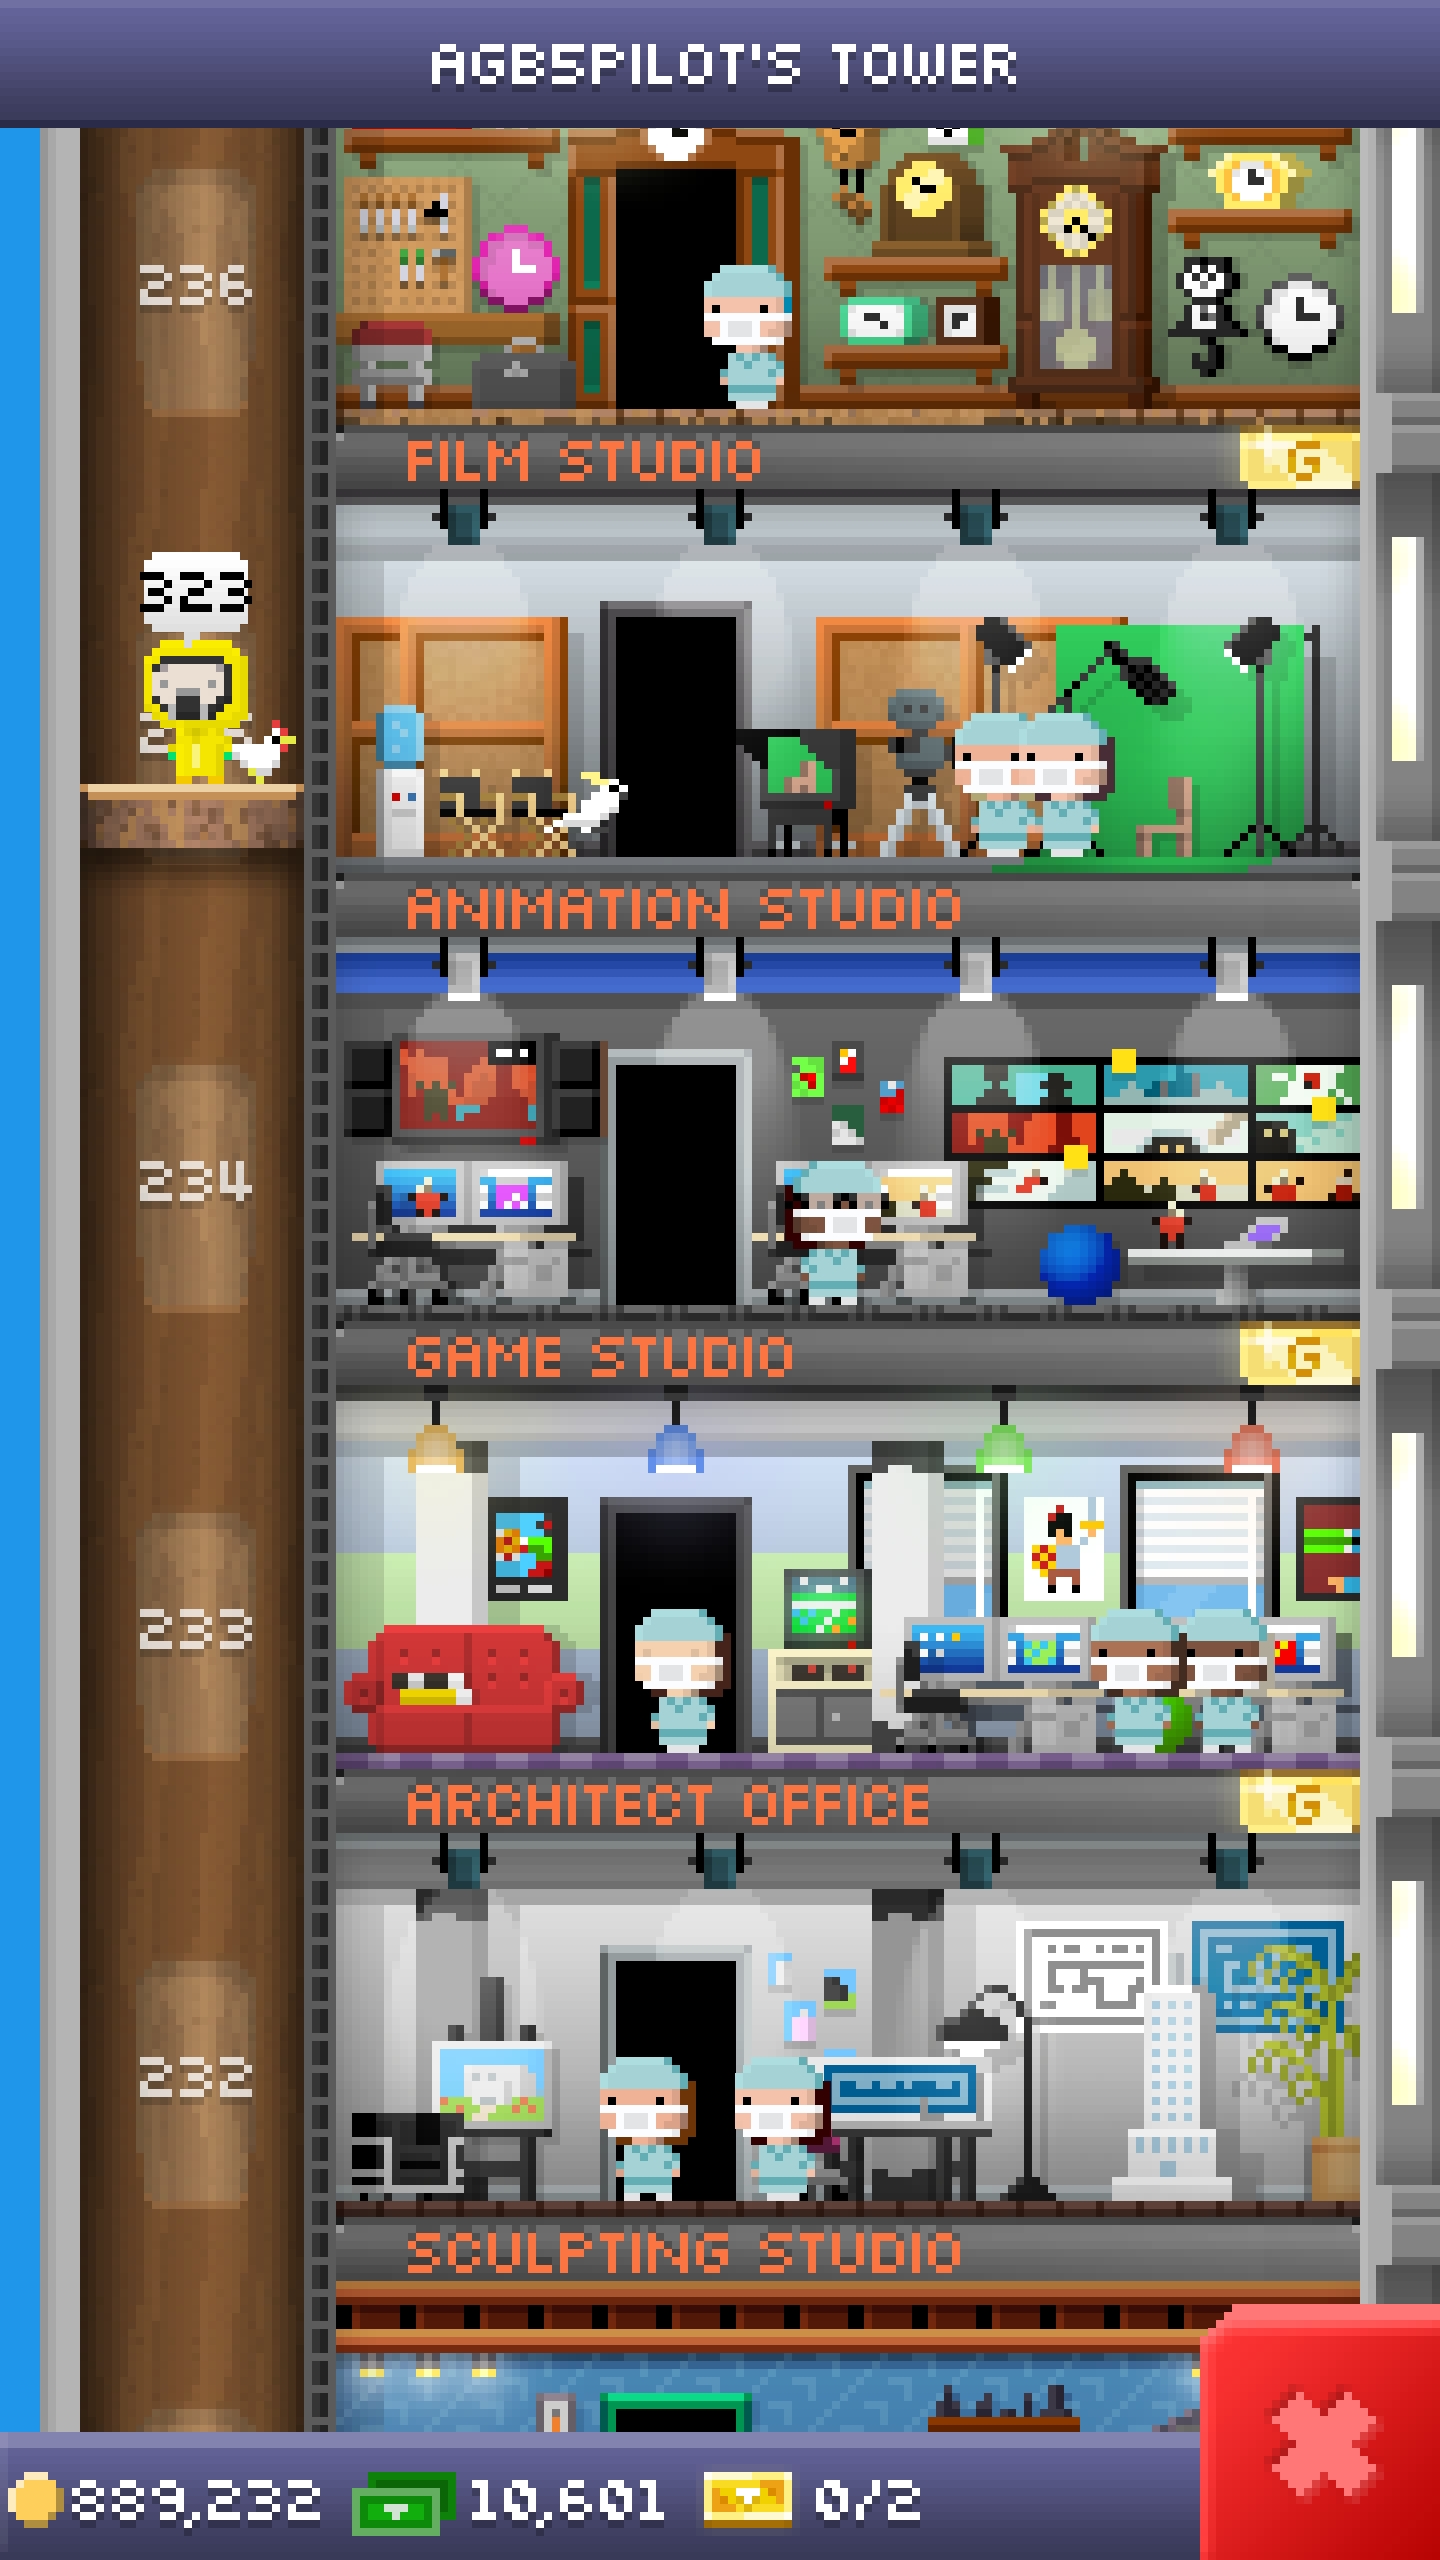 AGB5PILOT'S TOWER
236
FILM STUDIO G
323
ANIMATION STUDIO
234
GAME STUDIO G
233
ARCHITECT OFFICE G
232
SCULPTING STUDIO
889,232 10,601 0/2